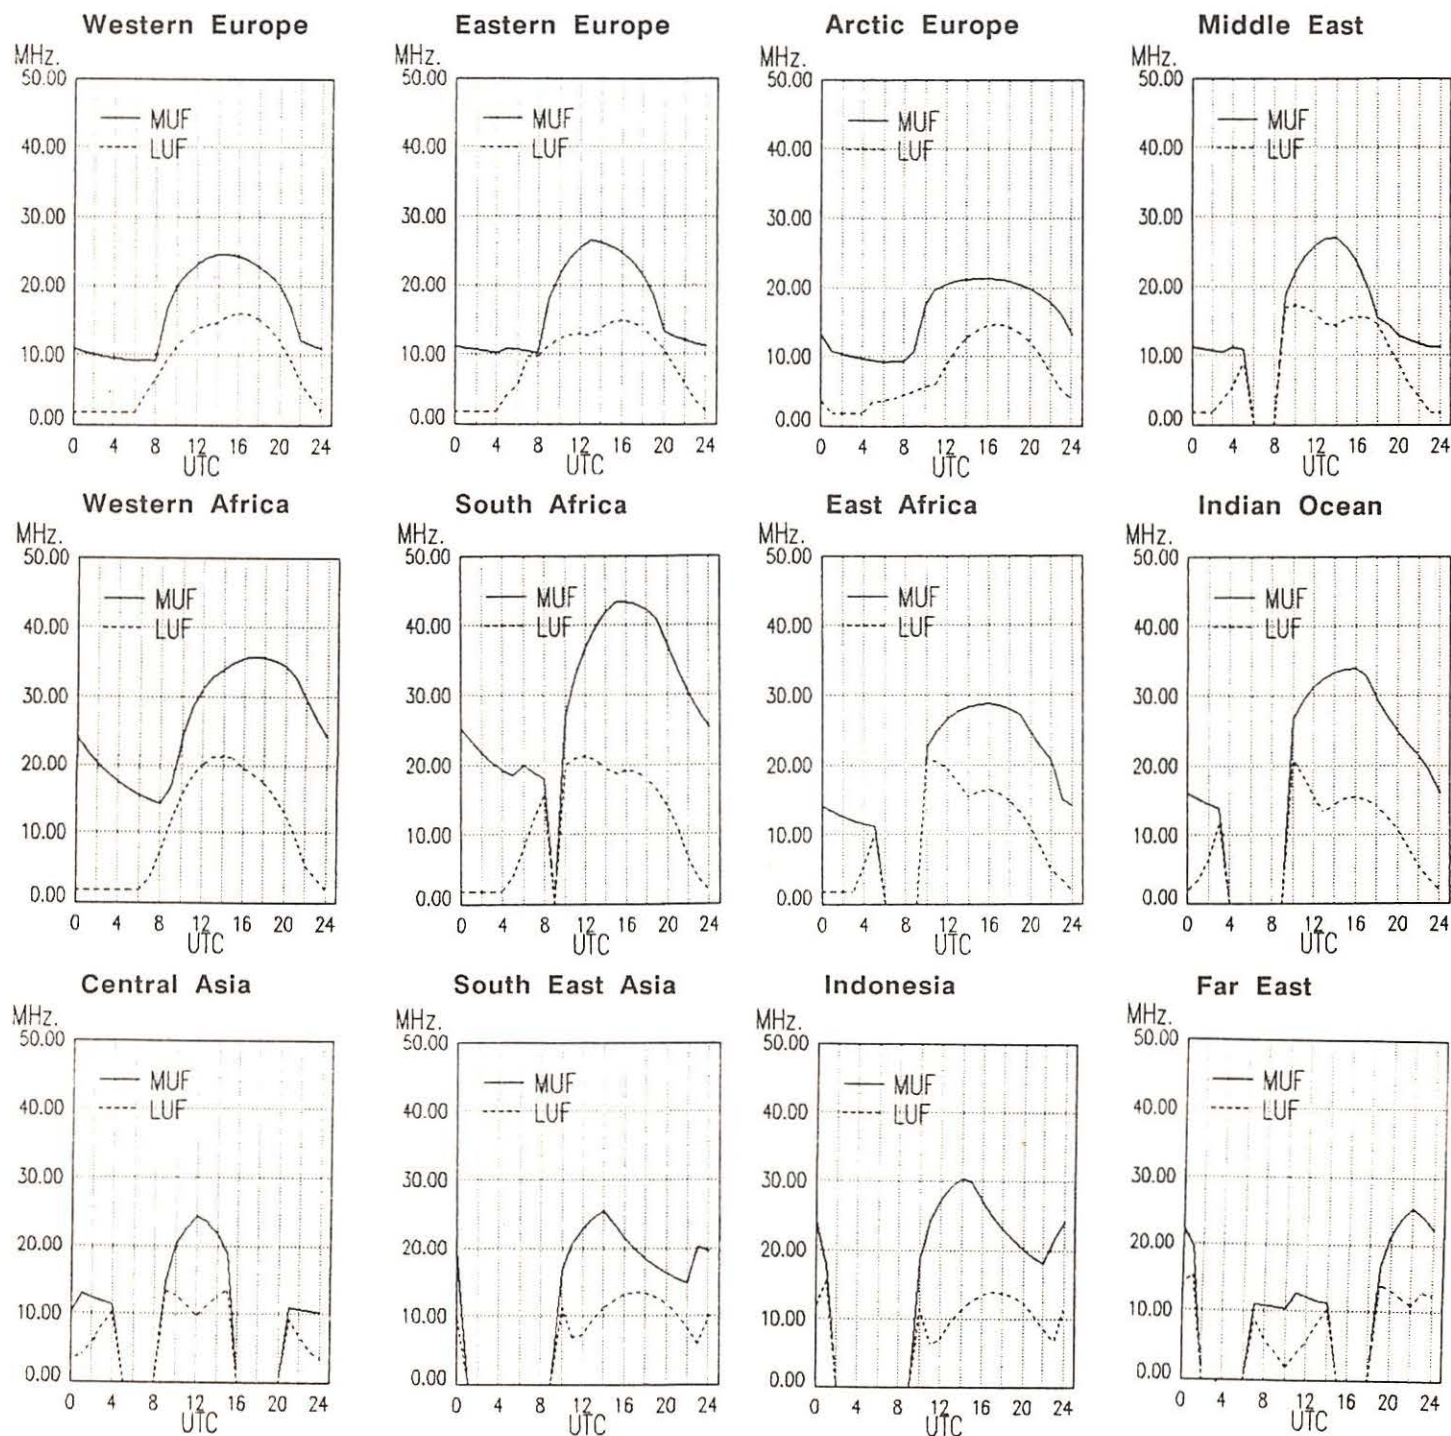 Western Europe
MHz.
50.00
40.00
30.00
20.00
10.00
0.00
MUF
LUF
0 4 8 12 16 20 24
UTC
Eastern Europe
MHz.
50.00
40.00
30.00
20.00
10.00
0.00
MUF
LUF
0 4 8 12 16 20 24
UTC
Arctic Europe
MHz.
50.00
40.00
30.00
20.00
10.00
0.00
MUF
LUF
0 4 8 12 16 20 24
UTC
Middle East
MHz.
50.00
40.00
30.00
20.00
10.00
0.00
MUF
LUF
0 4 8 12 16 20 24
UTC
Western Africa
MHz.
50.00
40.00
30.00
20.00
10.00
0.00
MUF
LUF
0 4 8 12 16 20 24
UTC
South Africa
MHz.
50.00
40.00
30.00
20.00
10.00
0.00
MUF
LUF
0 4 8 12 16 20 24
UTC
East Africa
MHz.
50.00
40.00
30.00
20.00
10.00
0.00
MUF
LUF
0 4 8 12 16 20 24
UTC
Indian Ocean
MHz.
50.00
40.00
30.00
20.00
10.00
0.00
MUF
LUF
0 4 8 12 16 20 24
UTC
Central Asia
MHz.
50.00
40.00
30.00
20.00
10.00
0.00
MUF
LUF
0 4 8 12 16 20 24
UTC
South East Asia
MHz.
50.00
40.00
30.00
20.00
10.00
0.00
MUF
LUF
0 4 8 12 16 20 24
UTC
Indonesia
MHz.
50.00
40.00
30.00
20.00
10.00
0.00
MUF
LUF
0 4 8 12 16 20 24
UTC
Far East
MHz.
50.00
40.00
30.00
20.00
10.00
0.00
MUF
LUF
0 4 8 12 16 20 24
UTC